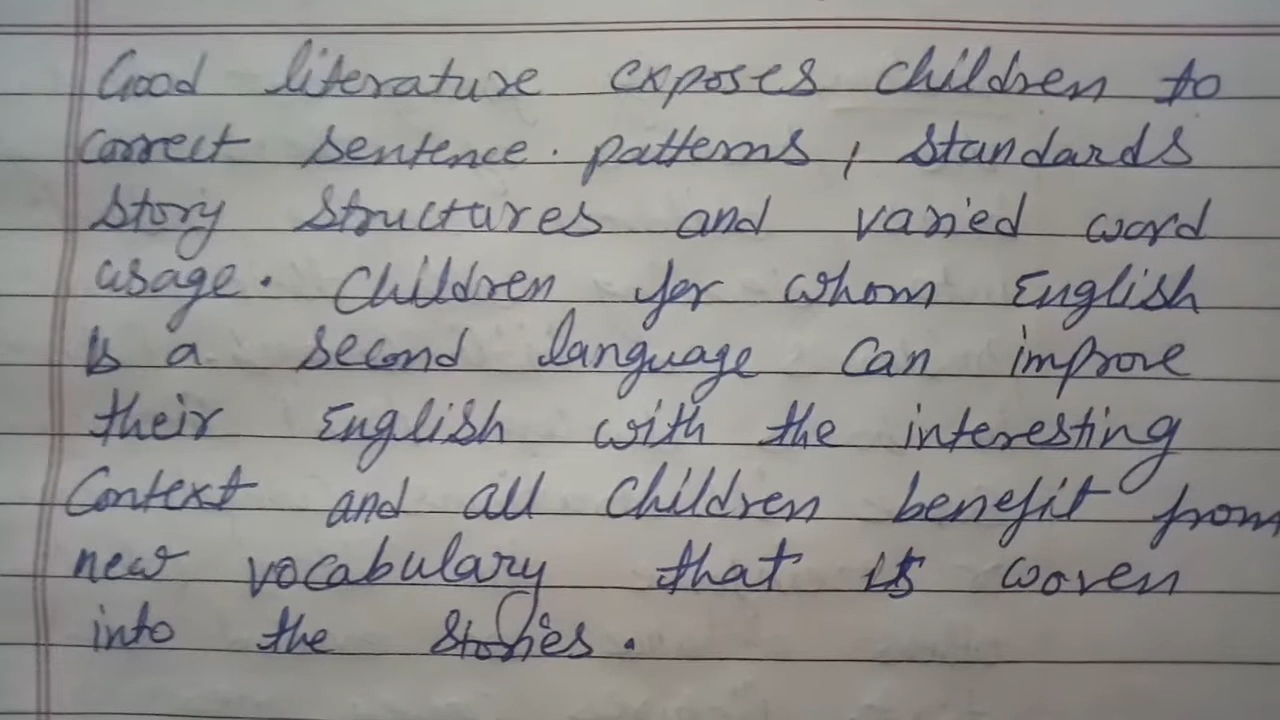 Good literature exposes children to
correct sentence. patterns, standards
story structures and varied word
usage. Children for whom English
is a second language can improve
their English with the interesting
Context and all children benefit from
new vocabulary that is woven
into the stories.